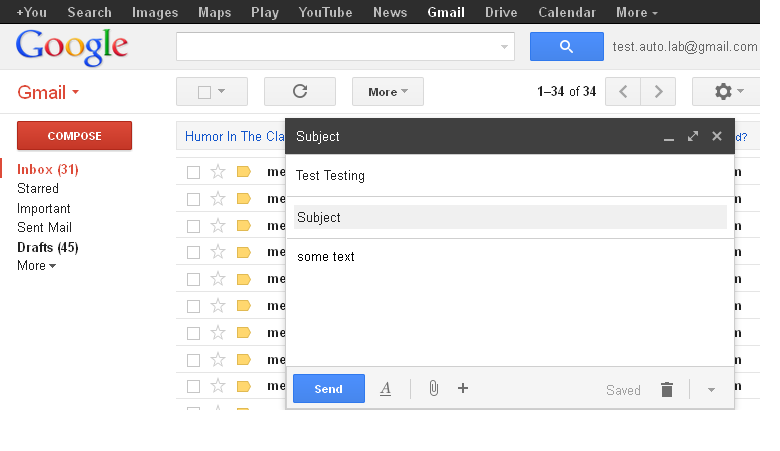 +You Search Images Maps Play YouTube News Gmail Drive Calendar More
Google
test.auto.lab@gmail.com
Gmail
More
1–34 of 34
COMPOSE
Humor In The Cla
d?
Subject
Inbox (31)
Starred
Important
Sent Mail
Drafts (45)
More
me
m
me
m
me
m
me
m
me
m
me
m
me
m
me
m
me
m
Test Testing
Subject
some text
Send
A
Saved